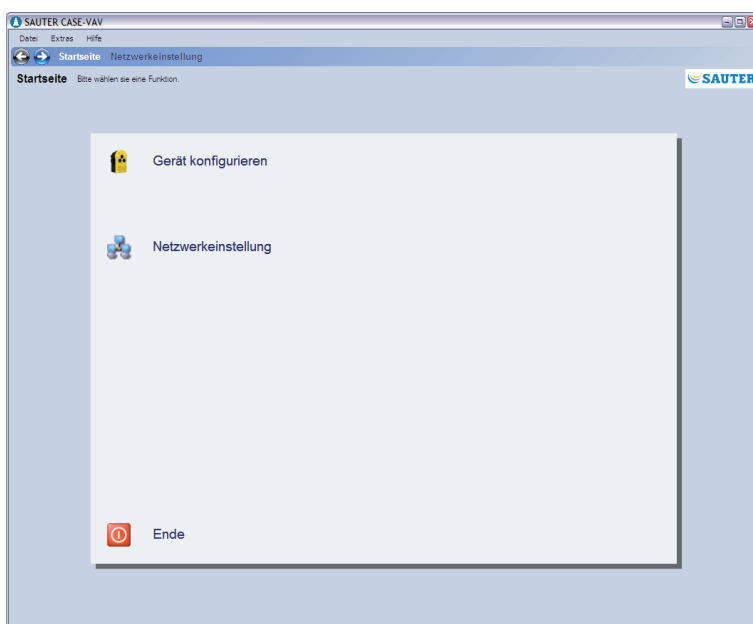 SAUTER CASE-VAV
Datei Extras Hilfe
Startseite Netzwerkeinstellung
Startseite Bitte wählen sie eine Funktion.
SAUTER
Gerät konfigurieren
Netzwerkeinstellung
Ende